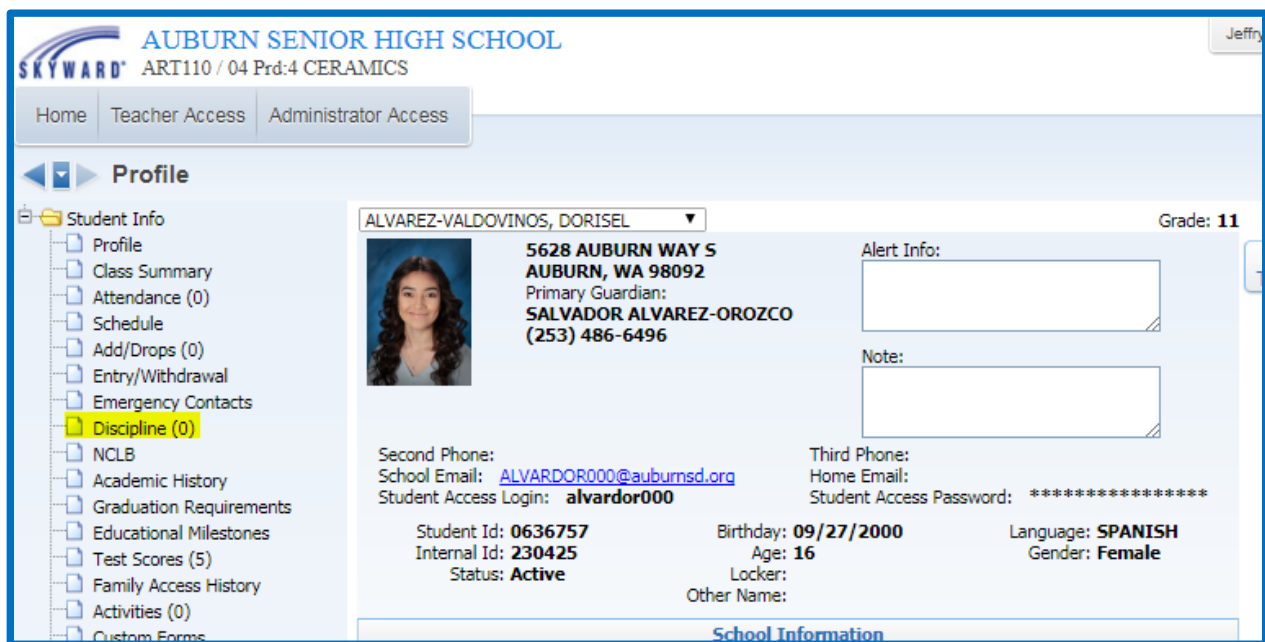 SKYWARD® AUBURN SENIOR HIGH SCHOOL
ART110 / 04 Prd:4 CERAMICS
Home Teacher Access Administrator Access
Profile
Student Info
Profile
Class Summary
Attendance (0)
Schedule
Add/Drops (0)
Entry/Withdrawal
Emergency Contacts
Discipline (0)
NCLB
Academic History
Graduation Requirements
Educational Milestones
Test Scores (5)
Family Access History
Activities (0)
Custom Forms
ALVAREZ-VALDOVINOS, DORISEL Grade: 11
5628 AUBURN WAY S
AUBURN, WA 98092
Primary Guardian:
SALVADOR ALVAREZ-OROZCO
(253) 486-6496
Alert Info:
Note:
Second Phone: Third Phone:
School Email: ALVARDOR000@auburnsd.org Home Email:
Student Access Login: alvardor000 Student Access Password: ****************
Student Id: 0636757 Birthday: 09/27/2000 Language: SPANISH
Internal Id: 230425 Age: 16 Gender: Female
Status: Active Locker:
Other Name:
School Information